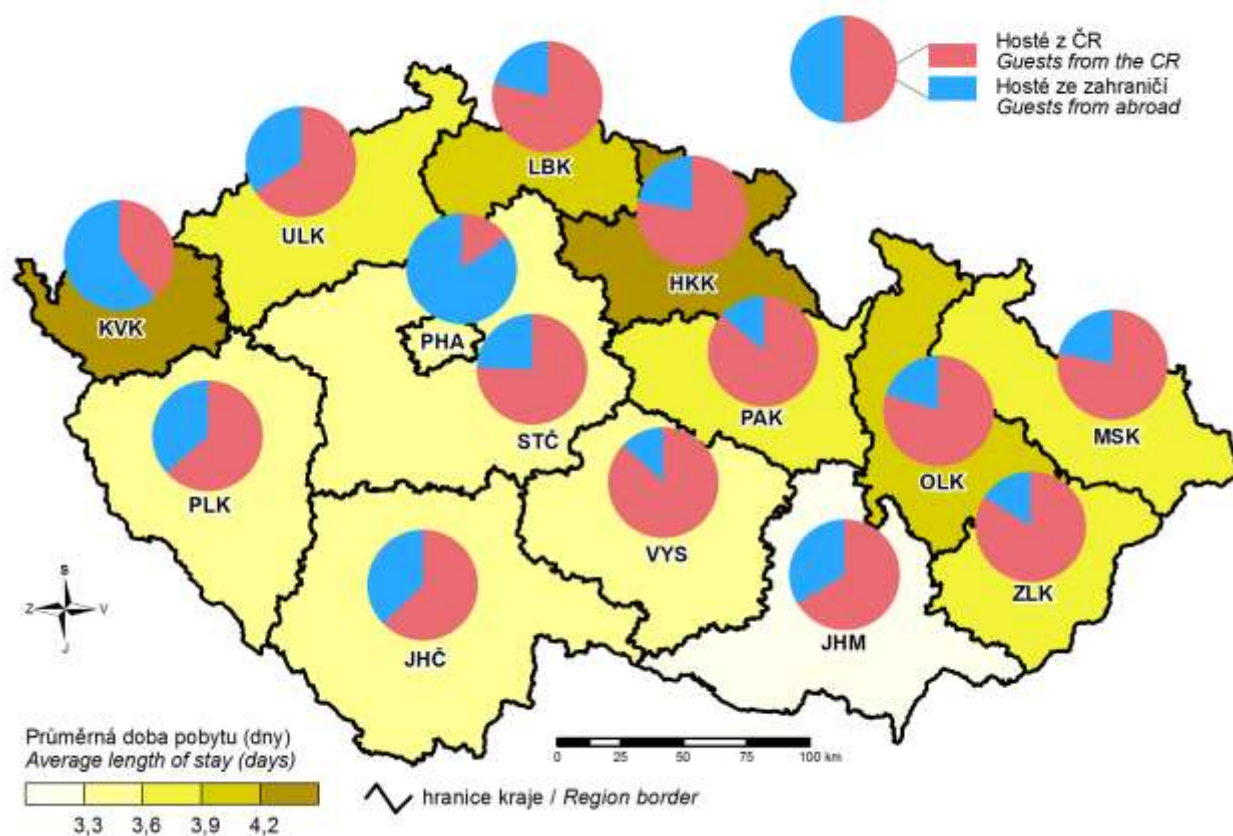 Hosté z ČR
Guests from the CR
Hosté ze zahraničí
Guests from abroad
LBK
ULK
HKK
KVK
PHA
STČ
PAK
MSK
PLK
OLK
VYS
ZLK
JHČ
JHM
S
Z V
J
Průměrná doba pobytu (dny)
Average length of stay (days)
3,3 3,6 3,9 4,2
hranice kraje / Region border
0 25 50 75 100 km